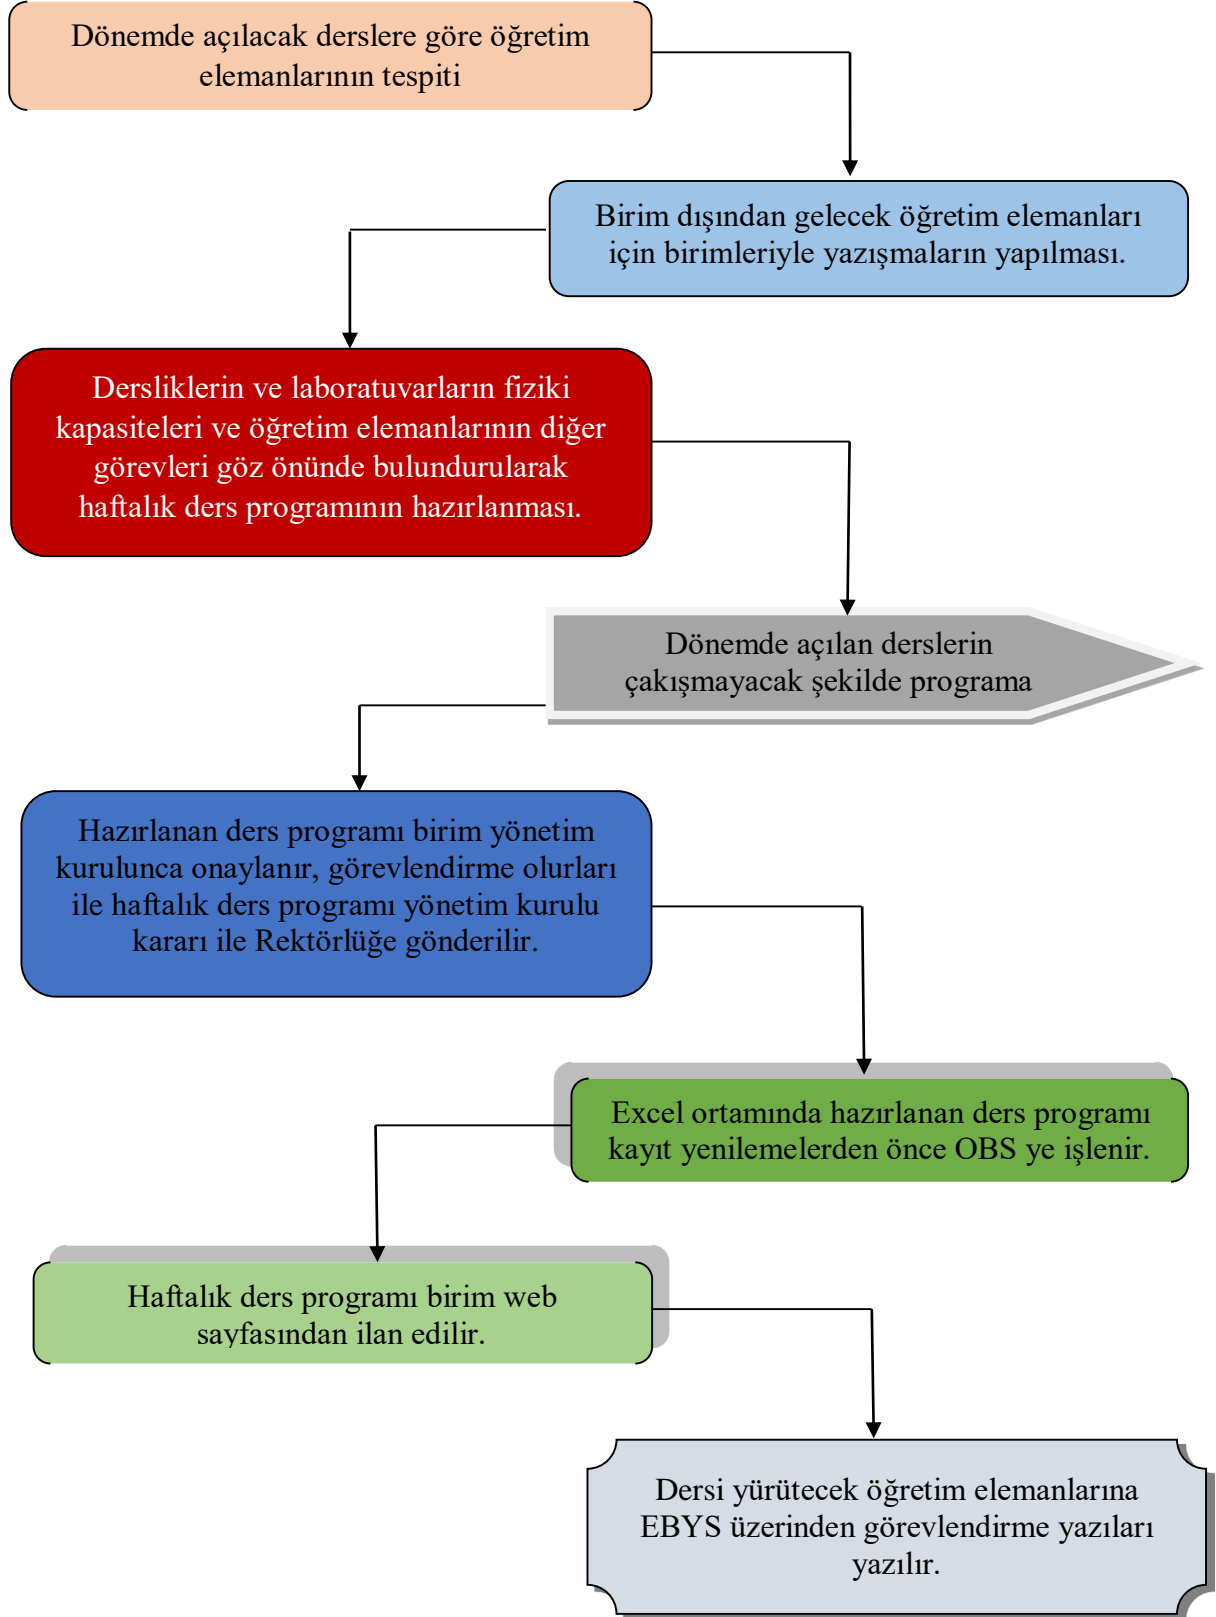 Dönemde açılacak derslere göre öğretim
elemanlarının tespiti
Birim dışından gelecek öğretim elemanları
için birimleriyle yazışmaların yapılması.
Dersliklerin ve laboratuvarların fiziki
kapasiteleri ve öğretim elemanlarının diğer
görevleri göz önünde bulundurularak
haftalık ders programının hazırlanması.
Dönemde açılan derslerin
çakışmayacak şekilde programa
Hazırlanan ders programı birim yönetim
kurulunca onaylanır, görevlendirme olurları
ile haftalık ders programı yönetim kurulu
kararı ile Rektörlüğe gönderilir.
Excel ortamında hazırlanan ders programı
kayıt yenilemelerden önce OBS ye işlenir.
Haftalık ders programı birim web
sayfasından ilan edilir.
Dersi yürütecek öğretim elemanlarına
EBYS üzerinden görevlendirme yazıları
yazılır.